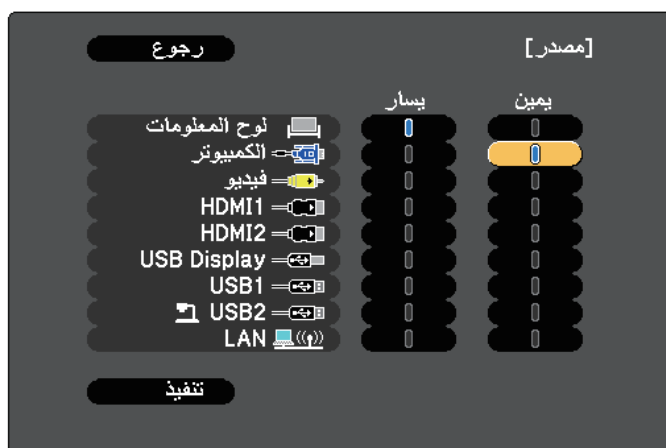 [مصدر]
رجوع
يمين
يسار
لوح المعلومات
الكمبيوتر
فيديو
HDMI1
HDMI2
USB Display
USB1
USB2
LAN
تنفيذ